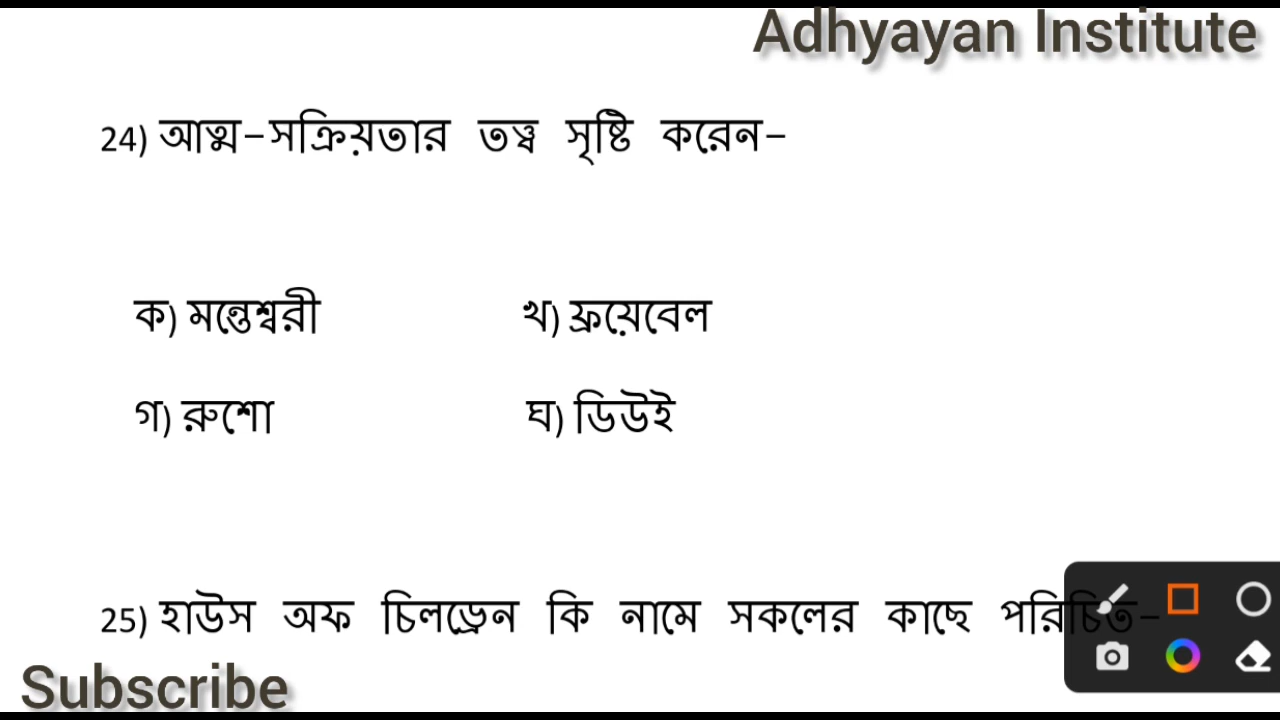 Adhyayan Institute
24) আত্ম-সক্রিয়তার তত্ত্ব সৃষ্টি করেন-
ক) মন্তেশ্বরী খ) ফ্রয়েবেল
গ) রুশো ঘ) ডিউই
25) হাউস অফ চিলড্রেন কি নামে সকলের কাছে পরিচিত-
Subscribe